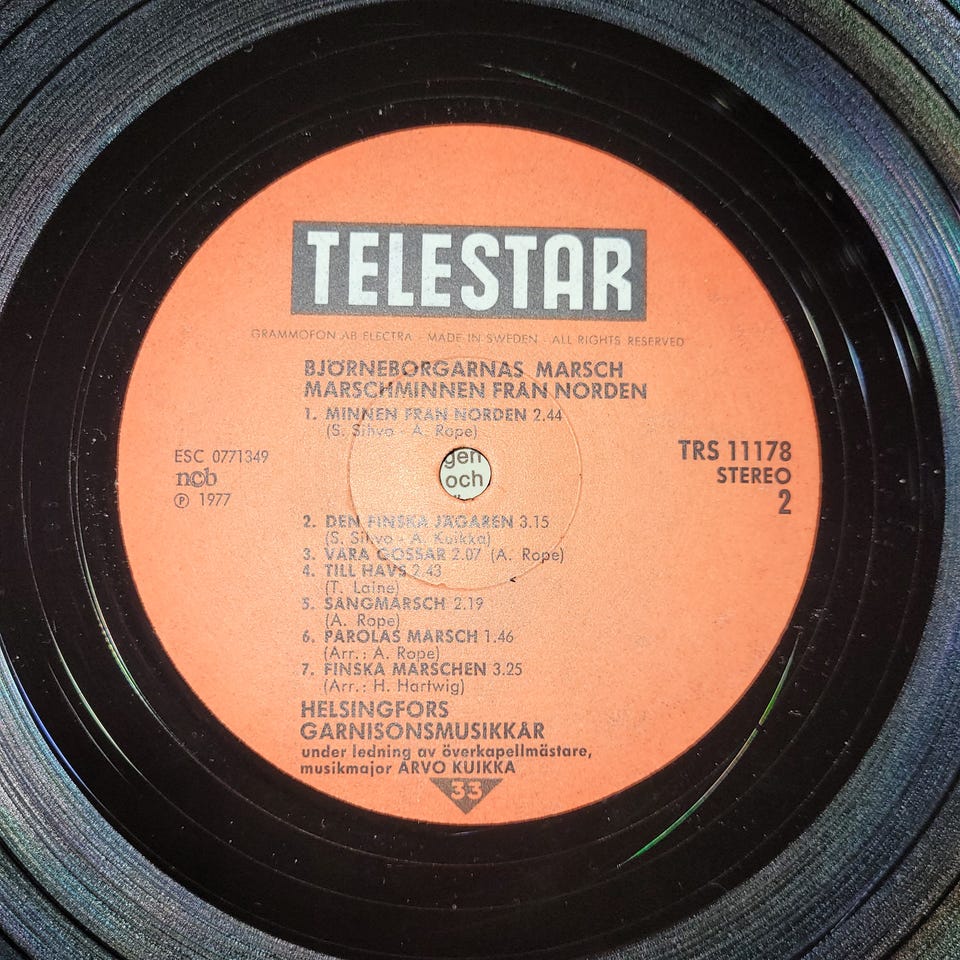 TELESTAR
GRAMMOFON AB ELECTRA - MADE IN SWEDEN - ALL RIGHTS RESERVED
BJÖRNEBORGARNAS MARSCH
MARSCHMINNEN FRÅN NORDEN
1. MINNEN FRÅN NORDEN 2.44
(S. Sihvo - A. Rope)
ESC 0771349
ncb
℗ 1977
gen
och
TRS 11178
STEREO
2
2. DEN FINSKA JÄGAREN 3.15
(S. Sihvo - A. Kuikka)
3. VÅRA GOSSAR 2.07 (A. Rope)
4. TILL HAVS 2.43
(T. Laine)
5. SÅNGMARSCH 2.19
(A. Rope)
6. PAROLAS MARSCH 1.46
(Arr.: A. Rope)
7. FINSKA MARSCHEN 3.25
(Arr.: H. Hartwig)
HELSINGFORS
GARNISONSMUSIKKÅR
under ledning av överkapellmästare,
musikmajor ARVO KUIKKA
33